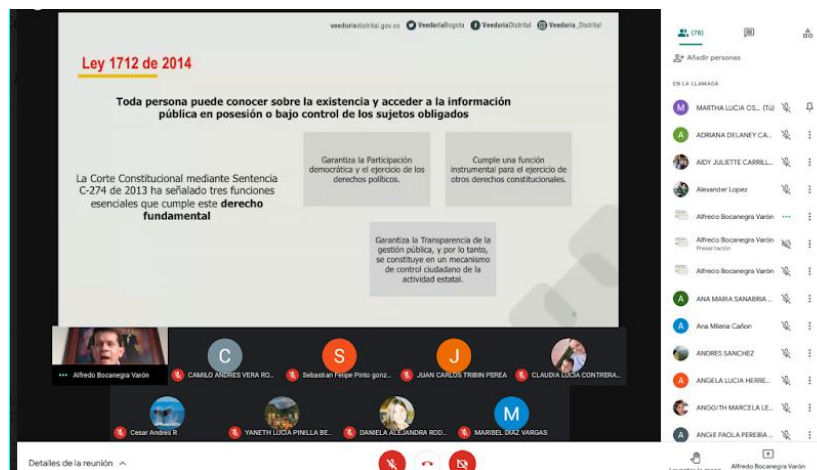 veeduriadistrital.gov.co VeeduriaBogota VeeduriaDistrital Veeduria_Distrital
Ley 1712 de 2014
Toda persona puede conocer sobre la existencia y acceder a la información
pública en posesión o bajo control de los sujetos obligados
La Corte Constitucional mediante Sentencia
C-274 de 2013 ha señalado tres funciones
esenciales que cumple este derecho
fundamental
Garantiza la Participación
democrática y el ejercicio de los
derechos políticos.
Cumple una función
instrumental para el ejercicio de
otros derechos constitucionales.
Garantiza la Transparencia de la
gestión pública, y por lo tanto,
se constituye en un mecanismo
de control ciudadano de la
actividad estatal.
6
Alfredo Bocanegra Varón
C
CAMILO ANDRES VERA RO...
S
Sebastian Felipe Pinto gonz...
J
JUAN CARLOS TRIBIN PEREA
CLAUDIA LUCIA CONTRERA...
Cesar Andres R
YANETH LUCIA PINILLA BE...
DANIELA ALEJANDRA ROD...
M
MARIBEL DIAZ VARGAS
Detalles de la reunión
(78)
Añadir personas
EN LA LLAMADA
M MARTHA LUCIA OS... (Tú)
A ADRIANA DELANEY CA...
AIDY JULIETTE CARRILL...
Alexander Lopez
Alfredo Bocanegra Varón
Alfredo Bocanegra Varón
Presentación
Alfredo Bocanegra Varón
A ANA MARIA SANABRIA ...
A Ana Milena Cañon
ANDRES SANCHEZ
A ANGELA LUCIA HERRE...
ANGGITH MARCELA LE...
A ANGIE PAOLA PEREIRA ...
Alfredo Bocanegra Varón